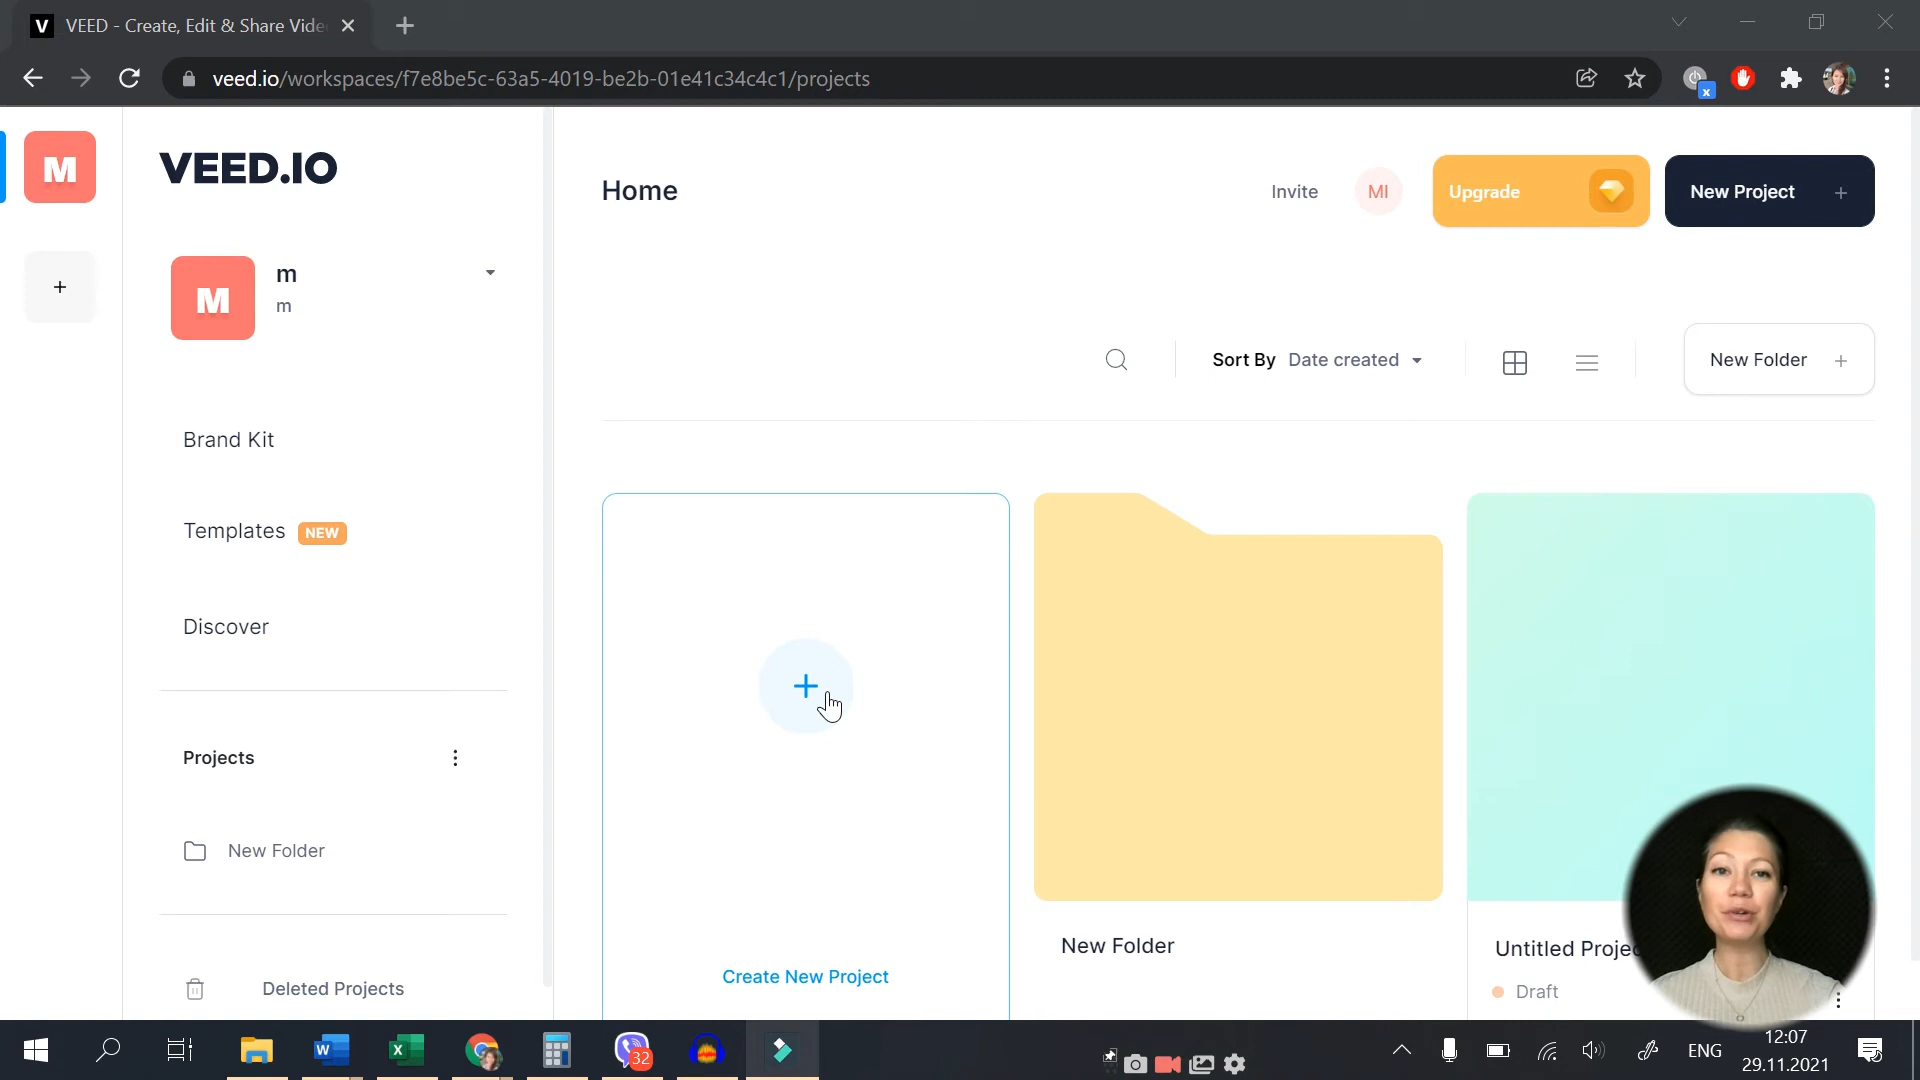 V VEED - Create, Edit & Share Vide
veed.io/workspaces/f7e8be5c-63a5-4019-be2b-01e41c34c4c1/projects
x
M
VEED.IO
Home
Invite
MI
Upgrade
New Project +
M
m
m
+
Sort By Date created
New Folder +
Brand Kit
Templates NEW
Discover
Projects
New Folder
Deleted Projects
Create New Project
New Folder
Untitled Projec
Draft
W
X
32
ENG
12:07
29.11.2021